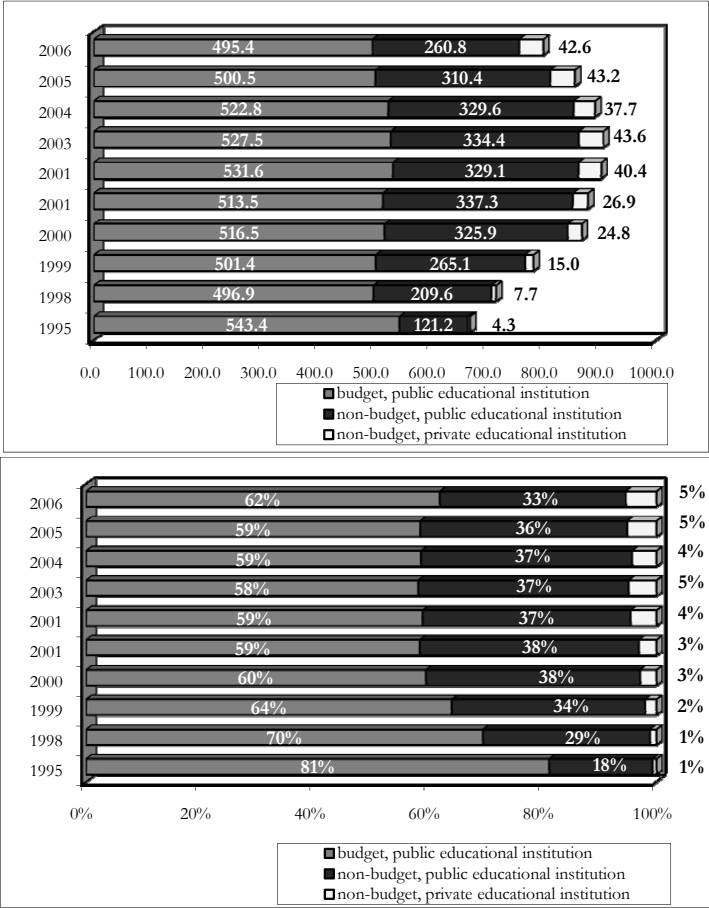 2006 495.4 260.8 42.6
2005 500.5 310.4 43.2
2004 522.8 329.6 37.7
2003 527.5 334.4 43.6
2001 531.6 329.1 40.4
2001 513.5 337.3 26.9
2000 516.5 325.9 24.8
1999 501.4 265.1 15.0
1998 496.9 209.6 7.7
1995 543.4 121.2 4.3
0.0 100.0 200.0 300.0 400.0 500.0 600.0 700.0 800.0 900.0 1000.0
budget, public educational institution
non-budget, public educational institution
non-budget, private educational institution
2006 62% 33% 5%
2005 59% 36% 5%
2004 59% 37% 4%
2003 58% 37% 5%
2001 59% 37% 4%
2001 59% 38% 3%
2000 60% 38% 3%
1999 64% 34% 2%
1998 70% 29% 1%
1995 81% 18% 1%
0% 20% 40% 60% 80% 100%
budget, public educational institution
non-budget, public educational institution
non-budget, private educational institution